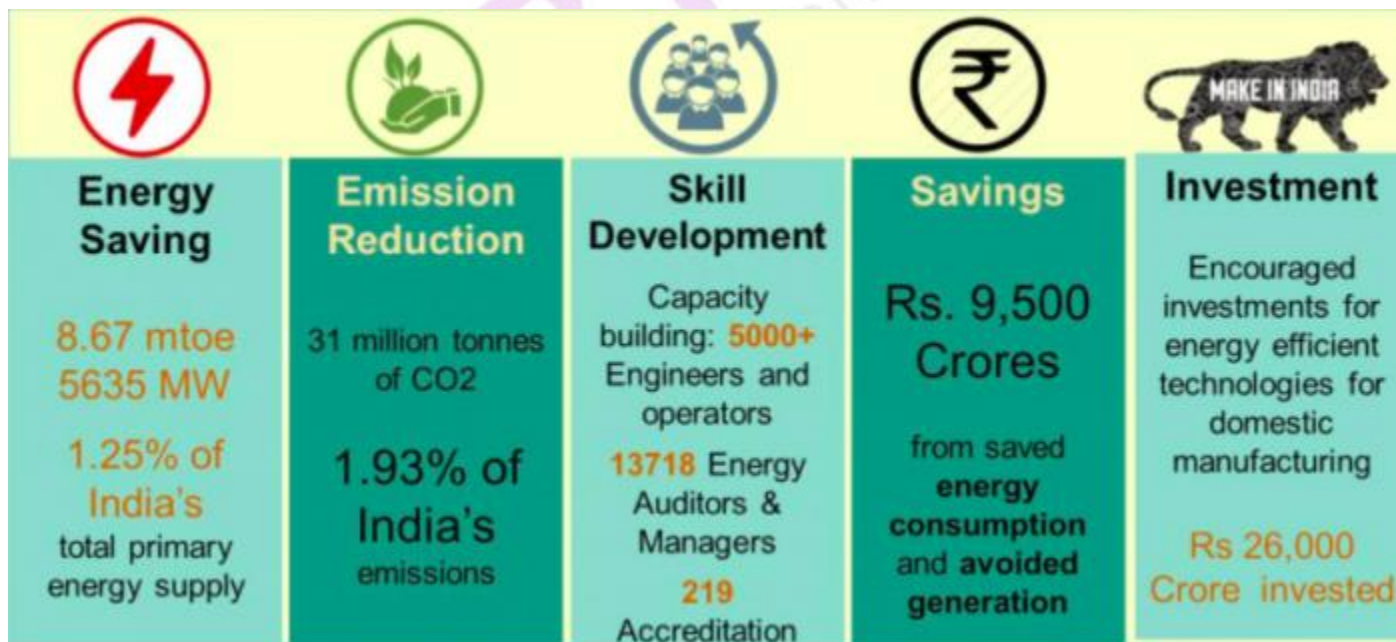 MAKE IN INDIA
Energy
Saving
8.67 mtoe
5635 MW
1.25% of
India's
total primary
energy supply
Emission
Reduction
31 million tonnes
of CO2
1.93% of
India's
emissions
Skill
Development
Capacity
building: 5000+
Engineers and
operators
13718 Energy
Auditors &
Managers
219
Accreditation
₹
Savings
Rs. 9,500
Crores
from saved
energy
consumption
and avoided
generation
Investment
Encouraged
investments for
energy efficient
technologies for
domestic
manufacturing
Rs 26,000
Crore invested